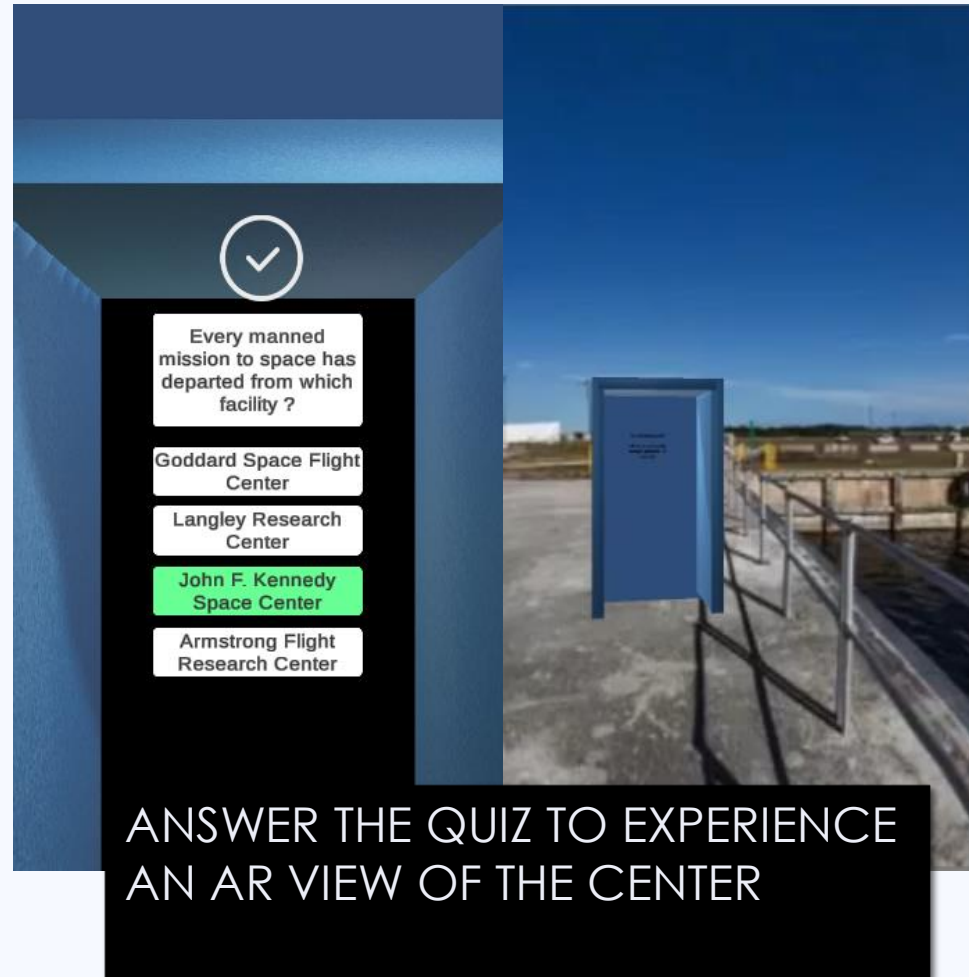 Every manned
mission to space has
departed from which
facility ?
Goddard Space Flight
Center
Langley Research
Center
John F. Kennedy
Space Center
Armstrong Flight
Research Center
ANSWER THE QUIZ TO EXPERIENCE
AN AR VIEW OF THE CENTER